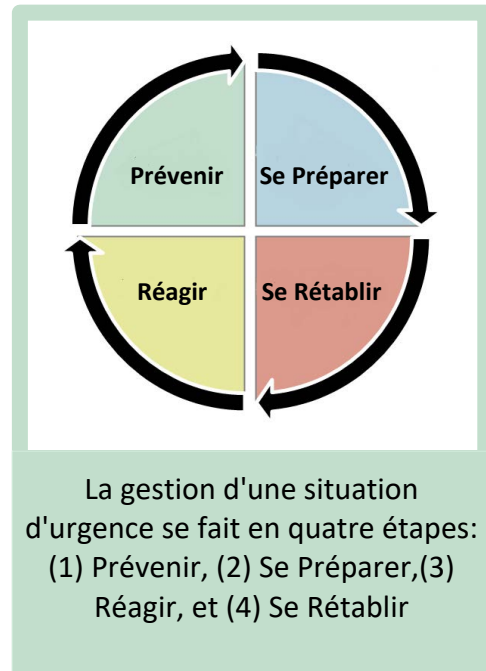 Prévenir
Se Préparer
Réagir
Se Rétablir
La gestion d'une situation
d'urgence se fait en quatre étapes:
(1) Prévenir, (2) Se Préparer,(3)
Réagir, et (4) Se Rétablir